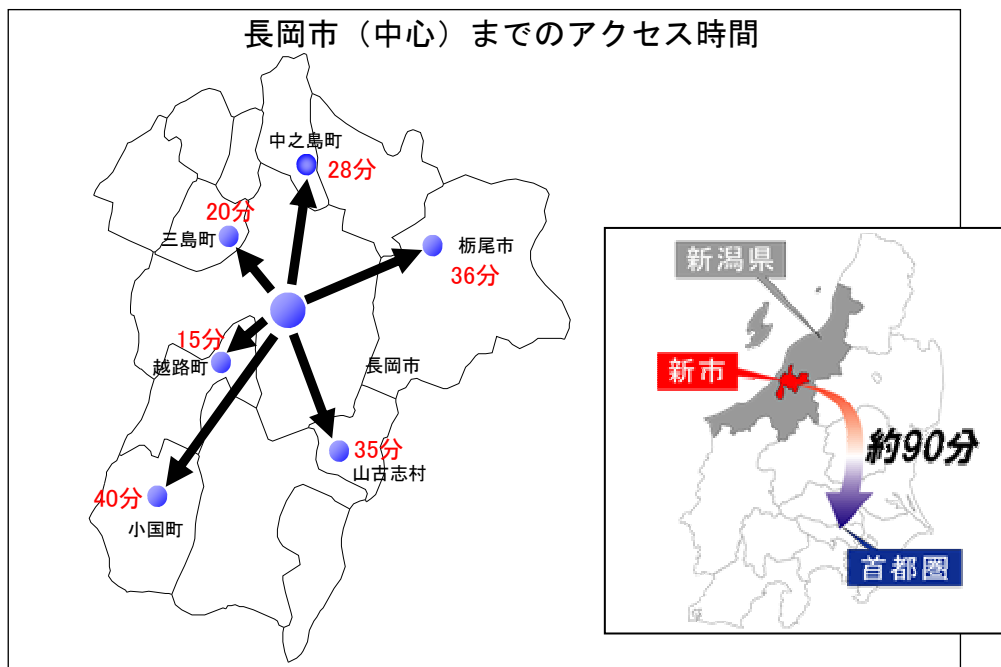 長岡市（中心）までのアクセス時間
中之島町
28分
20分
三島町
栃尾市
36分
15分
越路町
長岡市
35分
山古志村
40分
小国町
新潟県
新市
約90分
首都圏